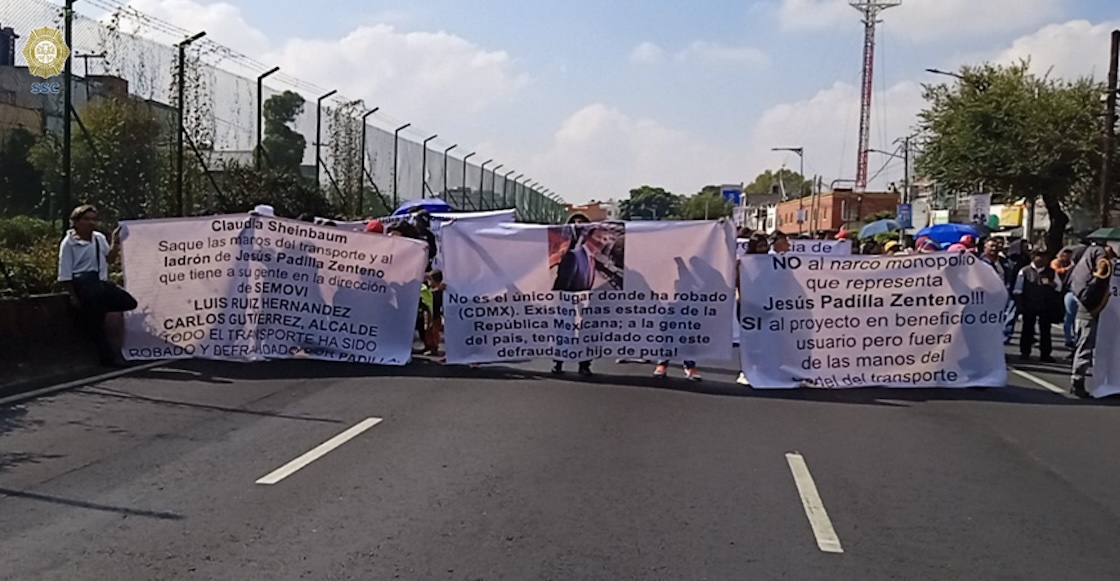 SSC
Claudia Sheinbaum
Saque las manos del transporte y al
ladrón de Jesús Padilla Zenteno
que tiene a su gente en la dirección
de SEMOVI
LUIS RUIZ HERNANDEZ
CARLOS GUTIÉRREZ, ALCALDE
TODO EL TRANSPORTE HA SIDO
ROBADO Y DEFRAUDADO POR PADILLA
No es el único lugar donde ha robado
(CDMX). Existen mas estados de la
República Mexicana; a la gente
del pais, tengan cuidado con este
defraudador hijo de puta!
cia de
NO al narco monopolio
que representa
Jesús Padilla Zenteno!!!
SI al proyecto en beneficio del
usuario pero fuera
de las manos del
del transporte